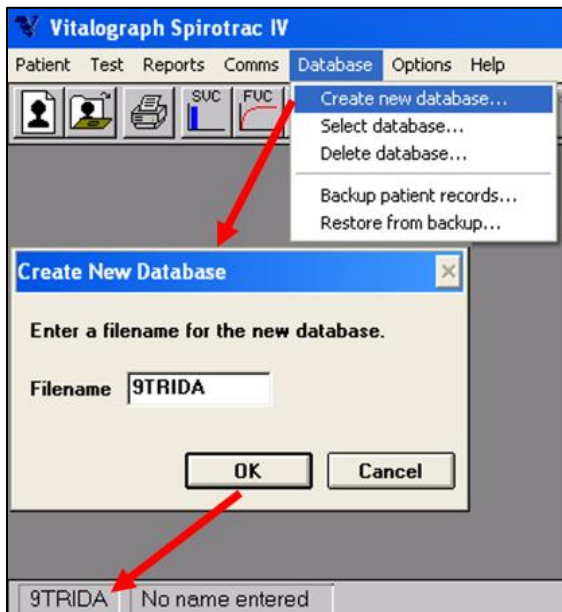 Vitalograph Spirotrac IV
Patient Test Reports Comms Database Options Help
SVC FVC
Create new database...
Select database...
Delete database...
Backup patient records...
Restore from backup...
Create New Database
Enter a filename for the new database.
Filename 9TRIDA
OK Cancel
9TRIDA No name entered